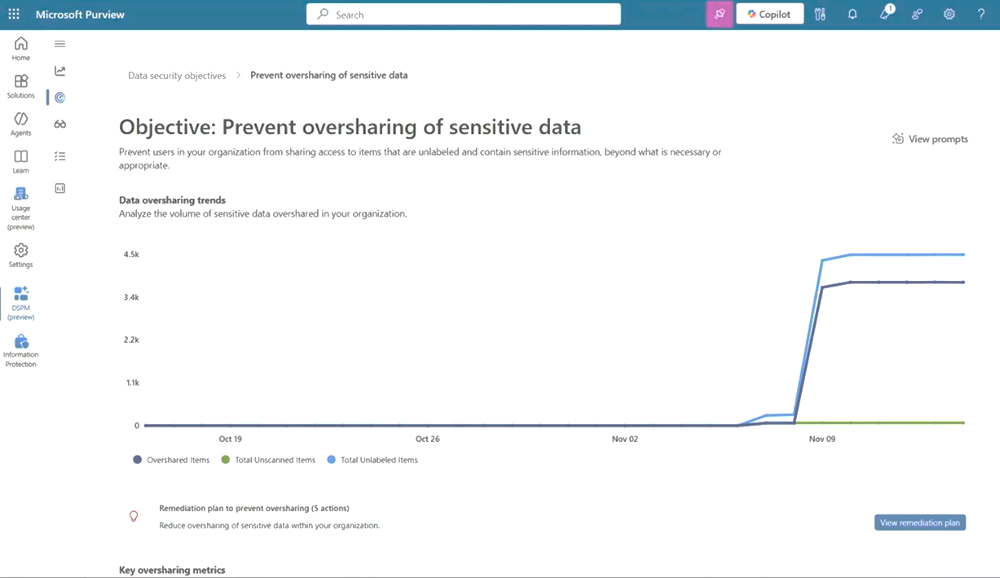 Microsoft Purview
Search
Copilot
1
Home
Solutions
Agents
Learn
Usage
center
(preview)
Settings
DSPM
(preview)
Information
Protection
Data security objectives > Prevent oversharing of sensitive data
Objective: Prevent oversharing of sensitive data
View prompts
Prevent users in your organization from sharing access to items that are unlabeled and contain sensitive information, beyond what is necessary or
appropriate.
Data oversharing trends
Analyze the volume of sensitive data overshared in your organization.
4.5k
3.4k
2.2k
1.1k
0
Oct 19 Oct 26 Nov 02 Nov 09
Overshared Items Total Unscanned Items Total Unlabeled Items
Remediation plan to prevent oversharing (5 actions)
Reduce oversharing of sensitive data within your organization.
View remediation plan
Key oversharing metrics